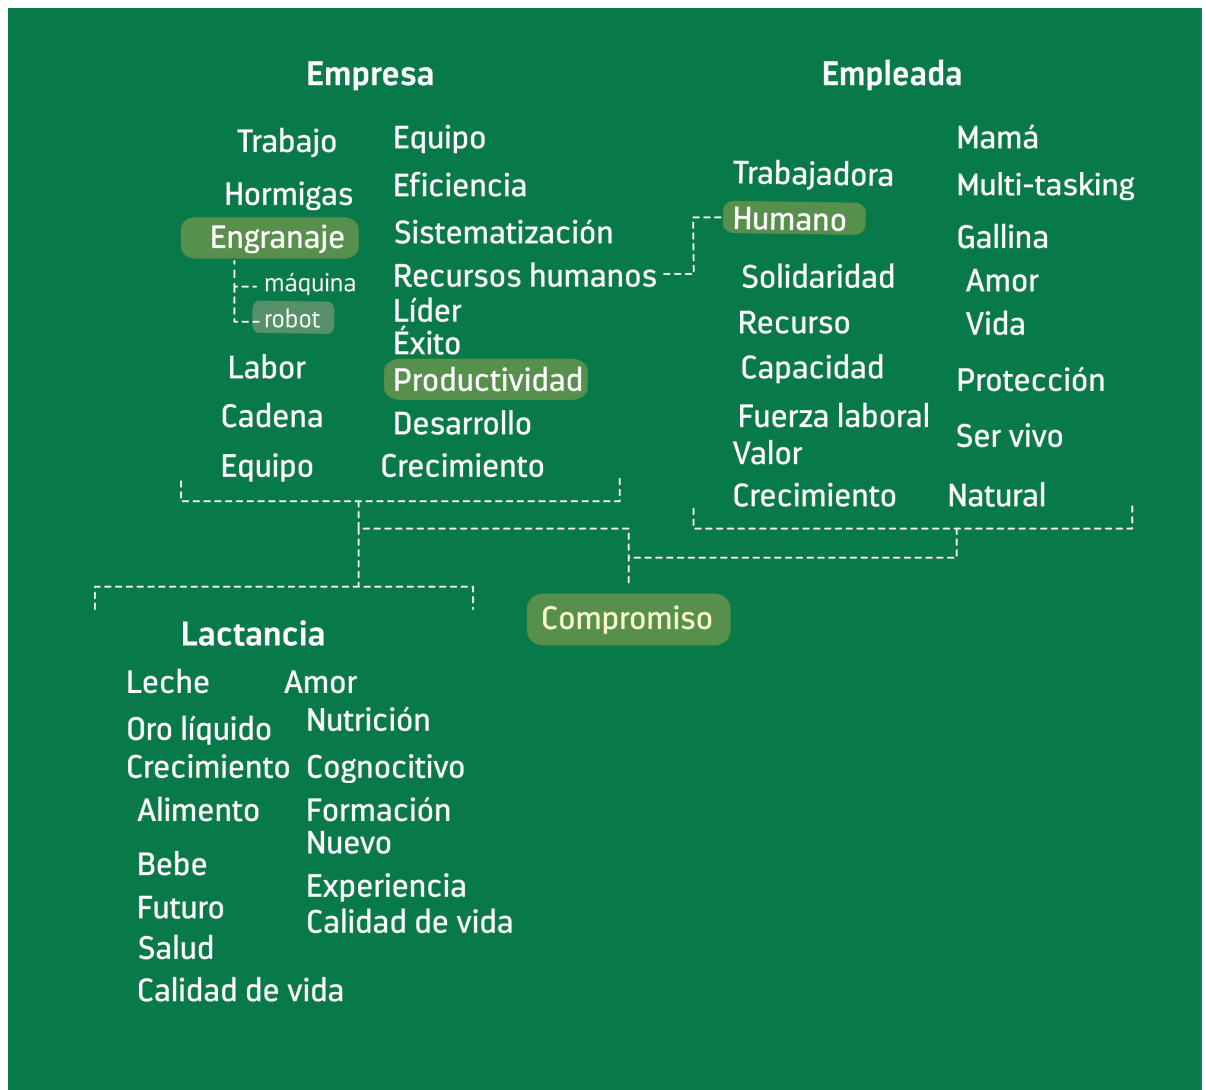 Empresa
Trabajo
Hormigas
Engranaje
máquina
robot
Labor
Cadena
Equipo
Equipo
Eficiencia
Sistematización
Recursos humanos
Líder
Éxito
Productividad
Desarrollo
Crecimiento
Empleada
Trabajadora
Humano
Solidaridad
Recurso
Capacidad
Fuerza laboral
Valor
Crecimiento
Mamá
Multi-tasking
Gallina
Amor
Vida
Protección
Ser vivo
Natural
Compromiso
Lactancia
Leche
Oro líquido
Crecimiento
Alimento
Bebe
Futuro
Salud
Calidad de vida
Amor
Nutrición
Cognocitivo
Formación
Nuevo
Experiencia
Calidad de vida